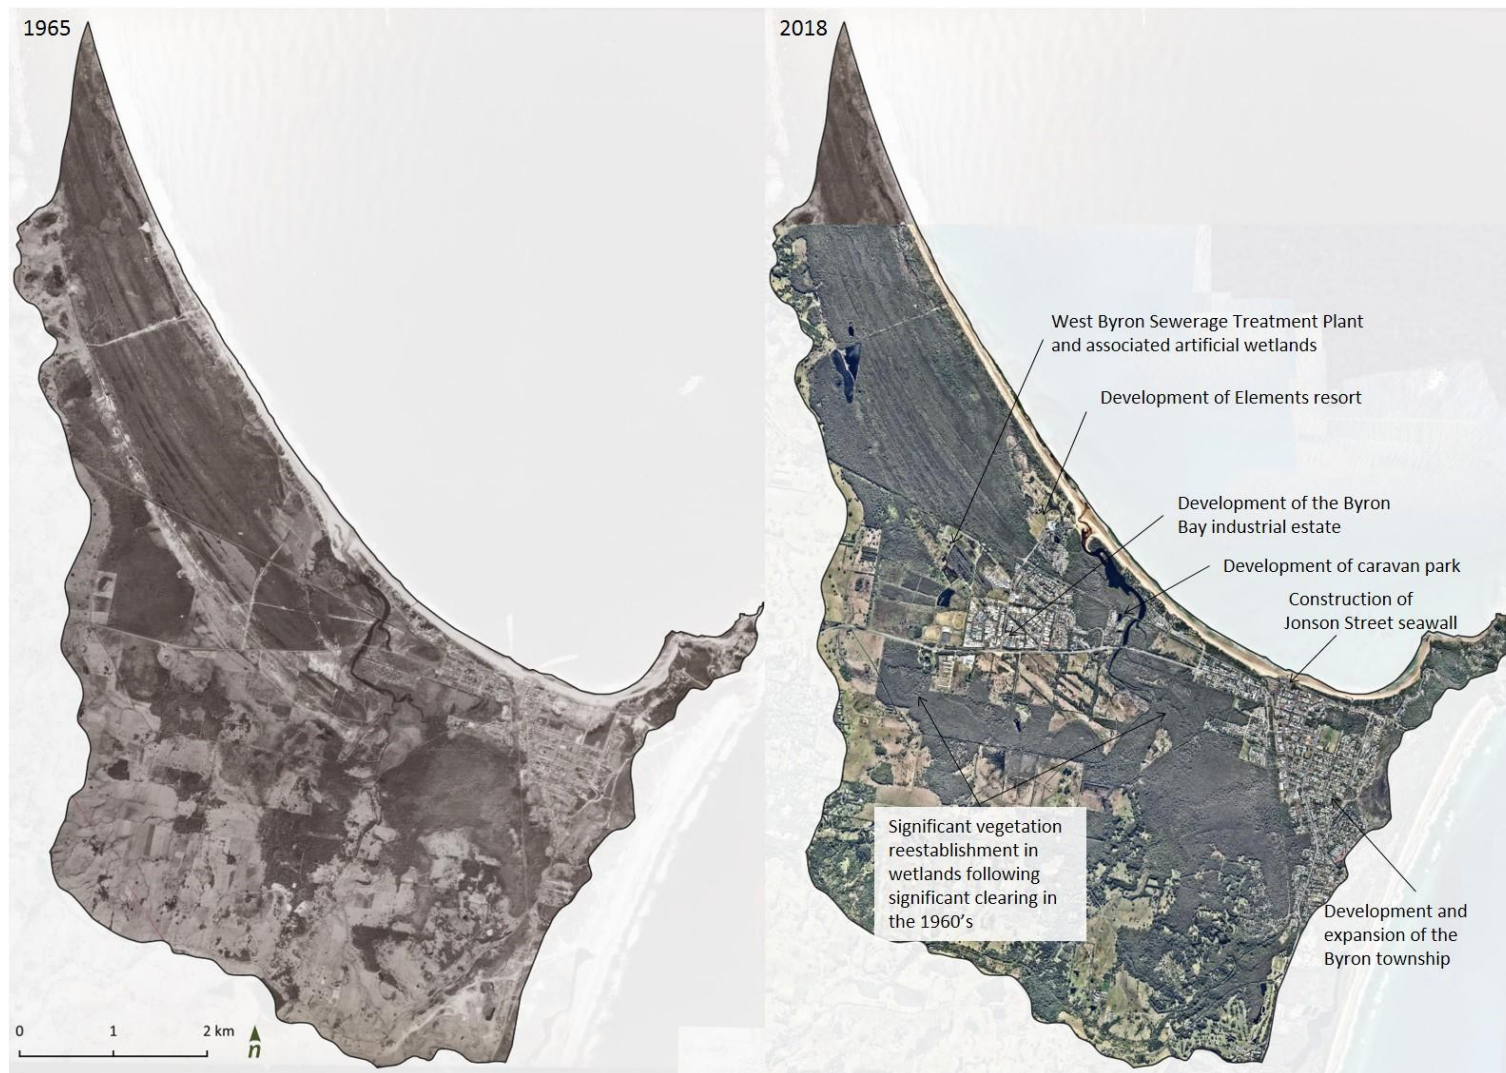 1965
2018
West Byron Sewerage Treatment Plant
and associated artificial wetlands
Development of Elements resort
Development of the Byron
Bay industrial estate
Development of caravan park
Construction of
Jonson Street seawall
Significant vegetation
reestablishment in
wetlands following
significant clearing in
the 1960's
Development and
expansion of the
Byron township
0 1 2 km
n